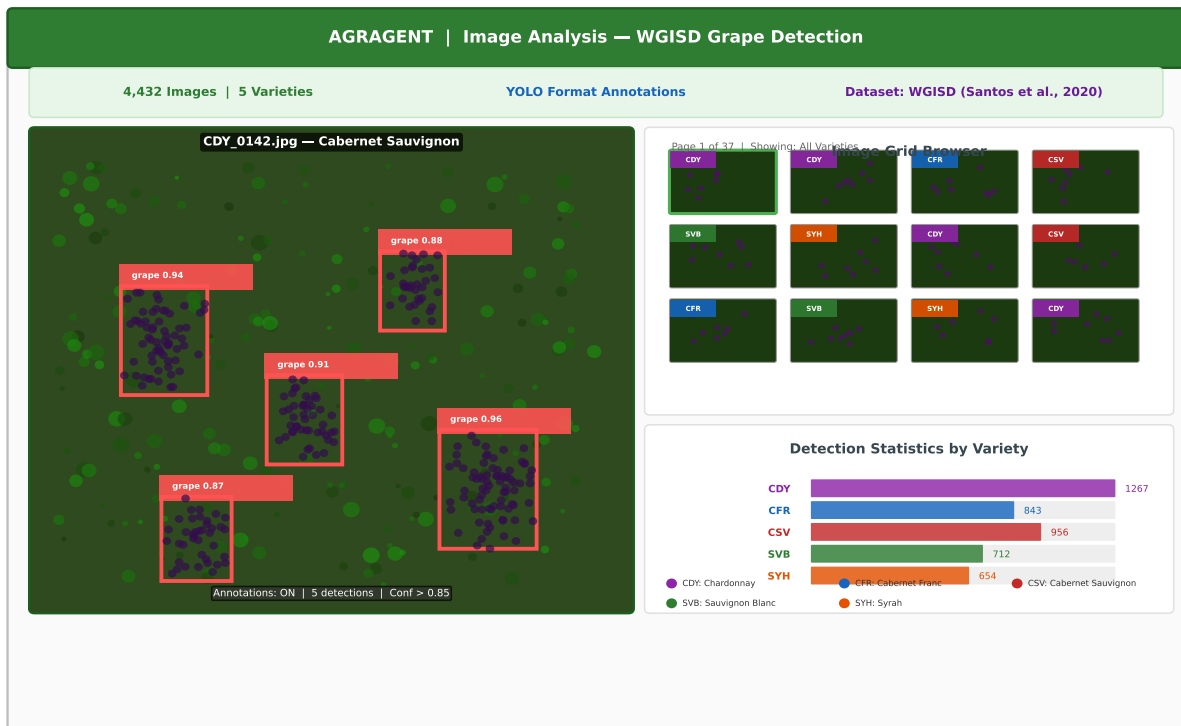 AGRAGENT | Image Analysis — WGISD Grape Detection
4,432 Images | 5 Varieties
YOLO Format Annotations
Dataset: WGISD (Santos et al., 2020)
CDY_0142.jpg — Cabernet Sauvignon
grape 0.88
grape 0.94
grape 0.91
grape 0.96
grape 0.87
Annotations: ON | 5 detections | Conf > 0.85
Page 1 of 37 | Showing: All Varieties
Image Grid Browser
CDY CDY CFR CSV
SVB SYH CDY CSV
CFR SVB SYH CDY
Detection Statistics by Variety
CDY 1267
CFR 843
CSV 956
SVB 712
SYH 654
CDY: Chardonnay CFR: Cabernet Franc CSV: Cabernet Sauvignon
SVB: Sauvignon Blanc SYH: Syrah